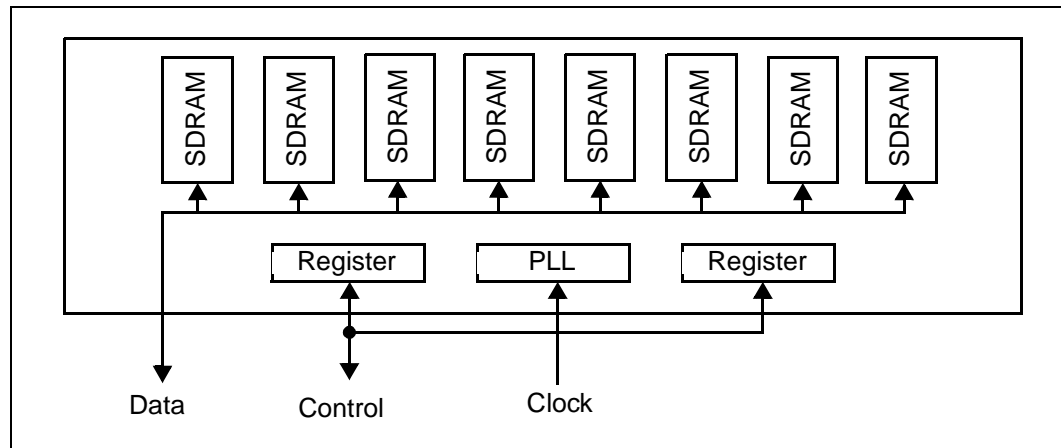 SDRAM
SDRAM
SDRAM
SDRAM
SDRAM
SDRAM
SDRAM
SDRAM
Register
PLL
Register
Data
Control
Clock